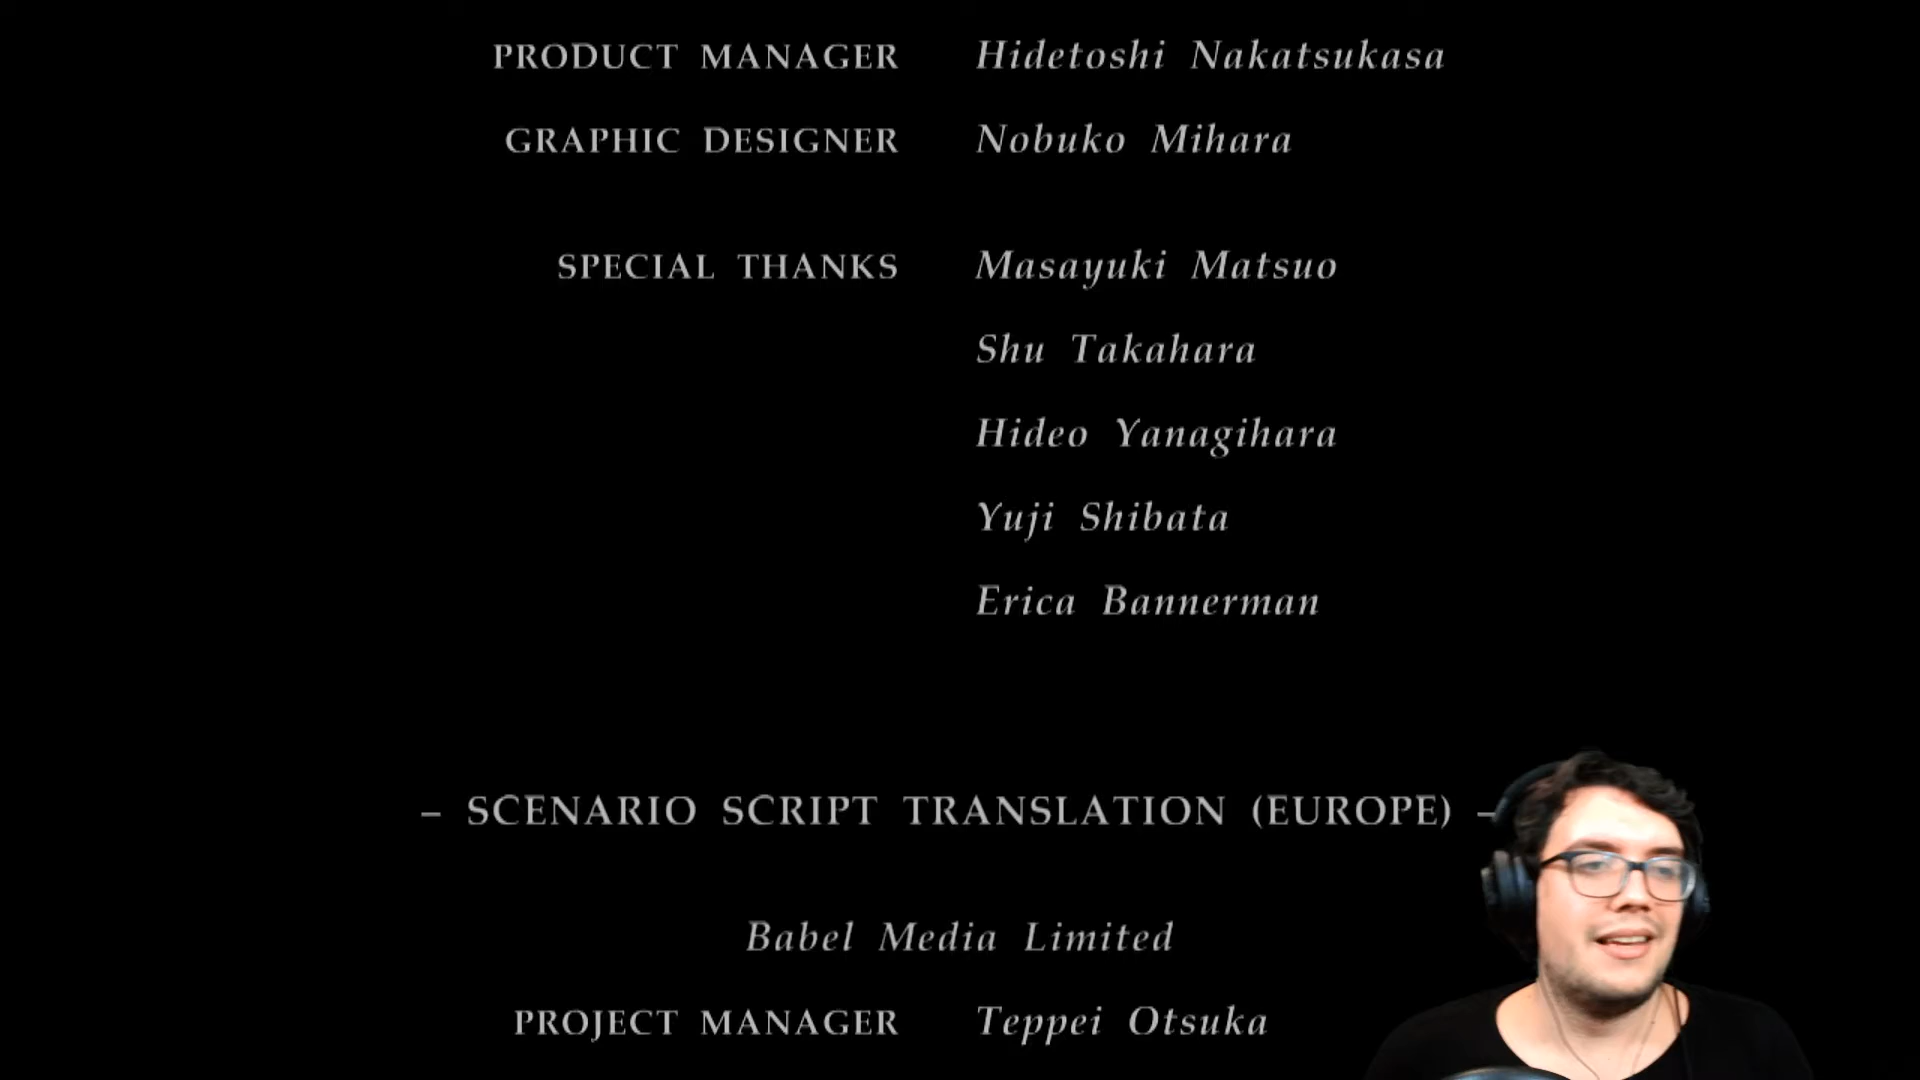 PRODUCT MANAGER Hidetoshi Nakatsukasa
GRAPHIC DESIGNER Nobuko Mihara
SPECIAL THANKS Masayuki Matsuo
Shu Takahara
Hideo Yanagihara
Yuji Shibata
Erica Bannerman
– SCENARIO SCRIPT TRANSLATION (EUROPE) –
Babel Media Limited
PROJECT MANAGER Teppei Otsuka